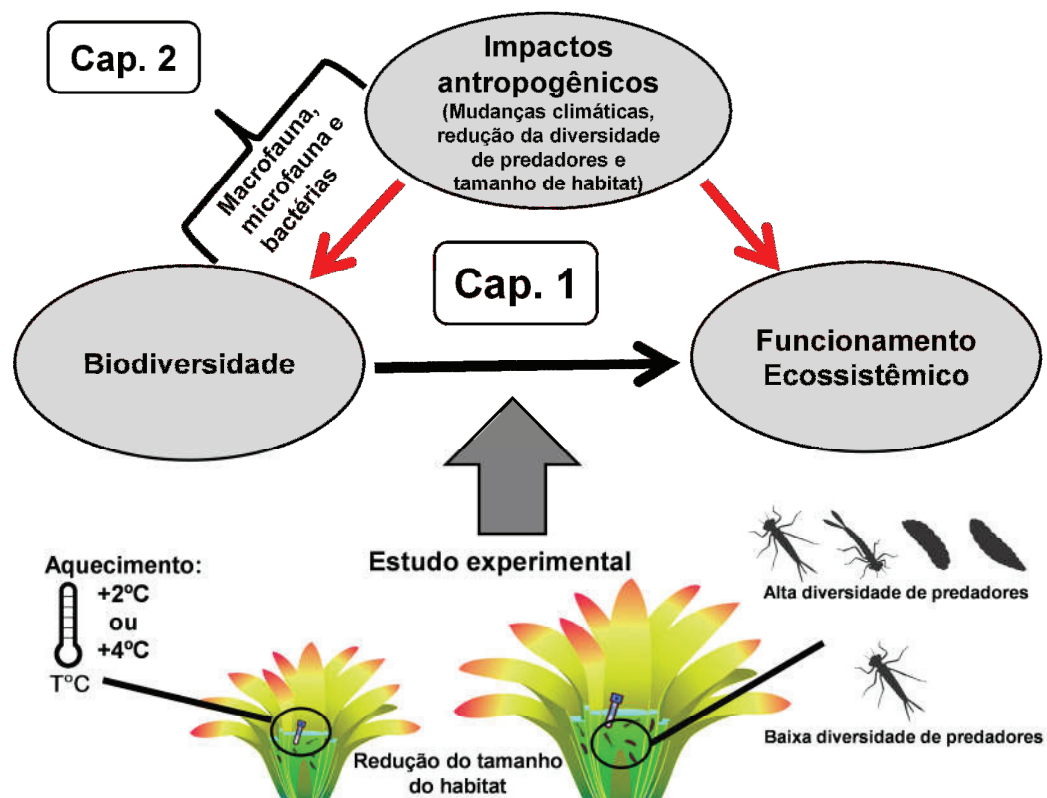 Cap. 2
Impactos
antropogênicos
(Mudanças climáticas,
redução da diversidade
de predadores e
tamanho de habitat)
Macrofauna,
microfauna e
bactérias
Cap. 1
Biodiversidade
Funcionamento
Ecossistêmico
Estudo experimental
Aquecimento:
+2ºC
ou
+4ºC
T°C
Alta diversidade de predadores
Baixa diversidade de predadores
Redução do tamanho
do habitat